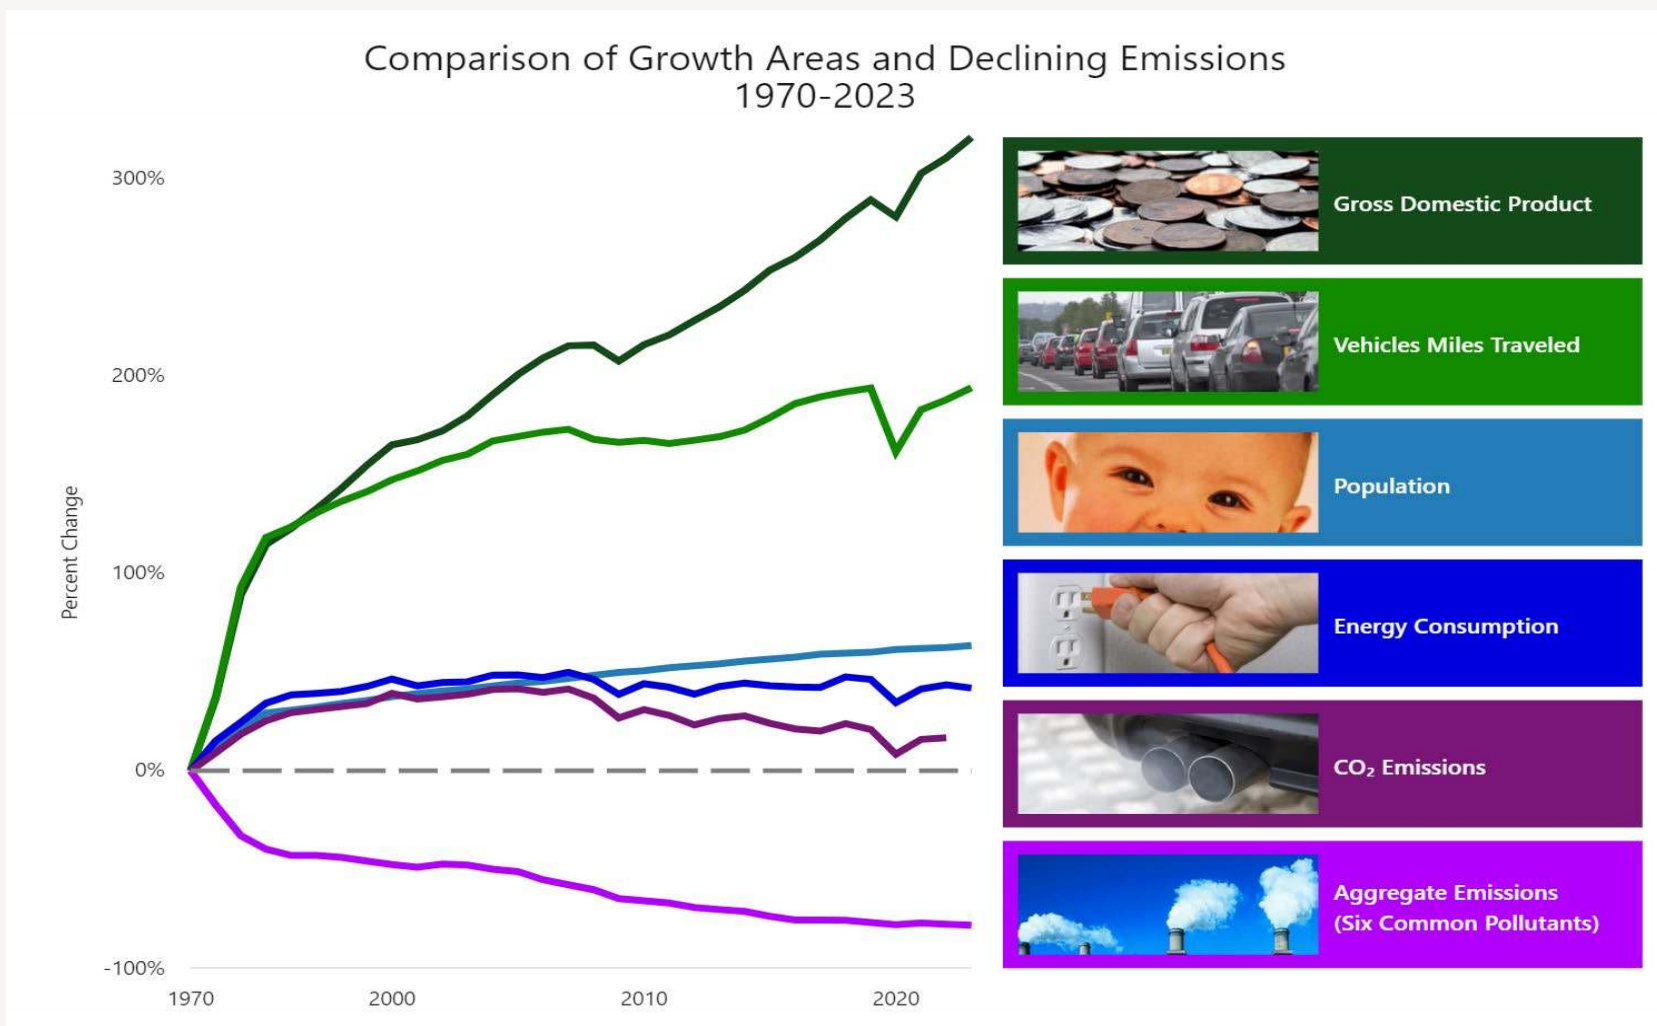 Comparison of Growth Areas and Declining Emissions
1970-2023
Percent Change
300%
200%
100%
0%
-100%
1970
2000
2010
2020
Gross Domestic Product
Vehicles Miles Traveled
Population
Energy Consumption
CO₂ Emissions
Aggregate Emissions
(Six Common Pollutants)